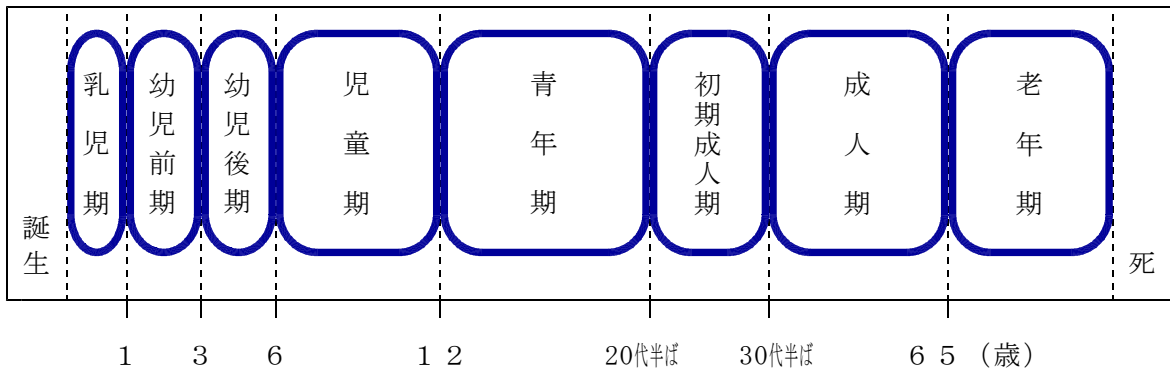 誕生
乳児期
幼児前期
幼児後期
児童期
青年期
初期成人期
成人期
老年期
死
1 3 6 12 20代半ば 30代半ば 65（歳）